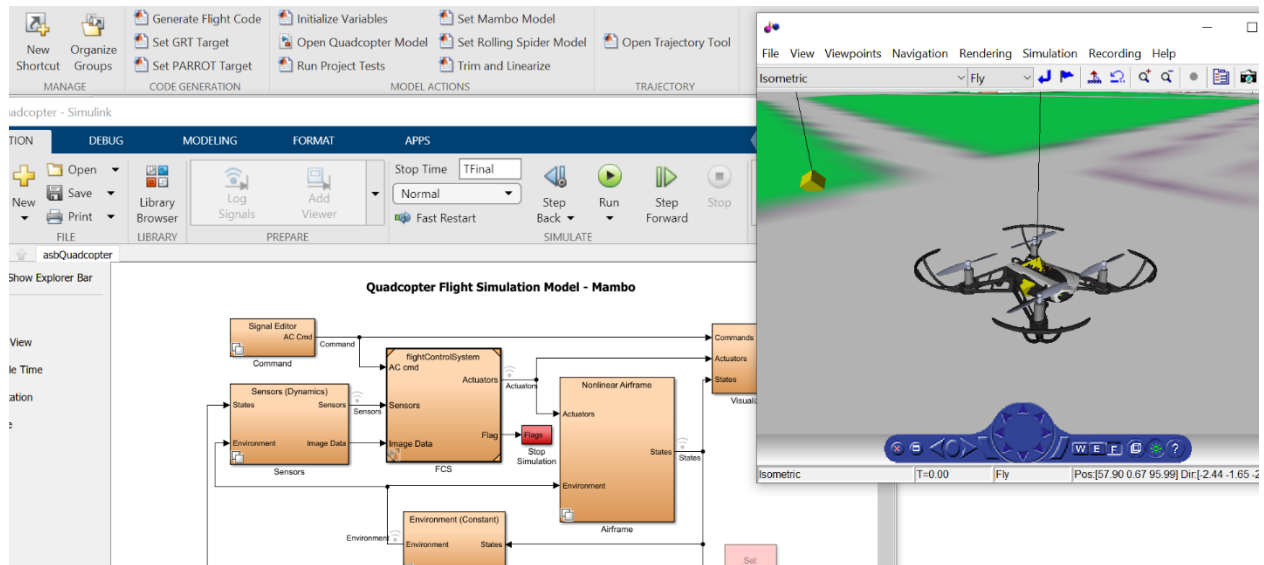 Generate Flight Code
Initialize Variables
Set Mambo Model
New Shortcut
Organize Groups
Set GRT Target
Open Quadcopter Model
Set Rolling Spider Model
Open Trajectory Tool
Set PARROT Target
Run Project Tests
Trim and Linearize
MANAGE
CODE GENERATION
MODEL ACTIONS
TRAJECTORY
- Simulink
DEBUG
MODELING
FORMAT
APPS
New
Open
Save
Print
FILE
Library Browser
LIBRARY
Log Signals
Add Viewer
PREPARE
Stop Time TFinal
Normal
Fast Restart
Step Back
Run
Step Forward
Stop
SIMULATE
asbQuadcopter
Show Explorer Bar
View
Time
Quadcopter Flight Simulation Model - Mambo
Signal Editor
AC Cmd
Command
Command
flightControlSystem
AC cmd
Actuators
Sensors
Image Data
Flag
FCS
Actuators
Sensors (Dynamics)
States
Sensors
Environment
Image Data
Sensors
Sensors
Flags
Stop Simulation
Nonlinear Airframe
Actuators
States
Environment
Airframe
States
Commands
Actuators
States
Environment (Constant)
Environment
States
Environment
Set
File View Viewpoints Navigation Rendering Simulation Recording Help
Isometric
Fly
W E F
?
Isometric
T=0.00
Fly
Pos:[57.90 0.67 95.99] Dir:[-2.44 -1.65